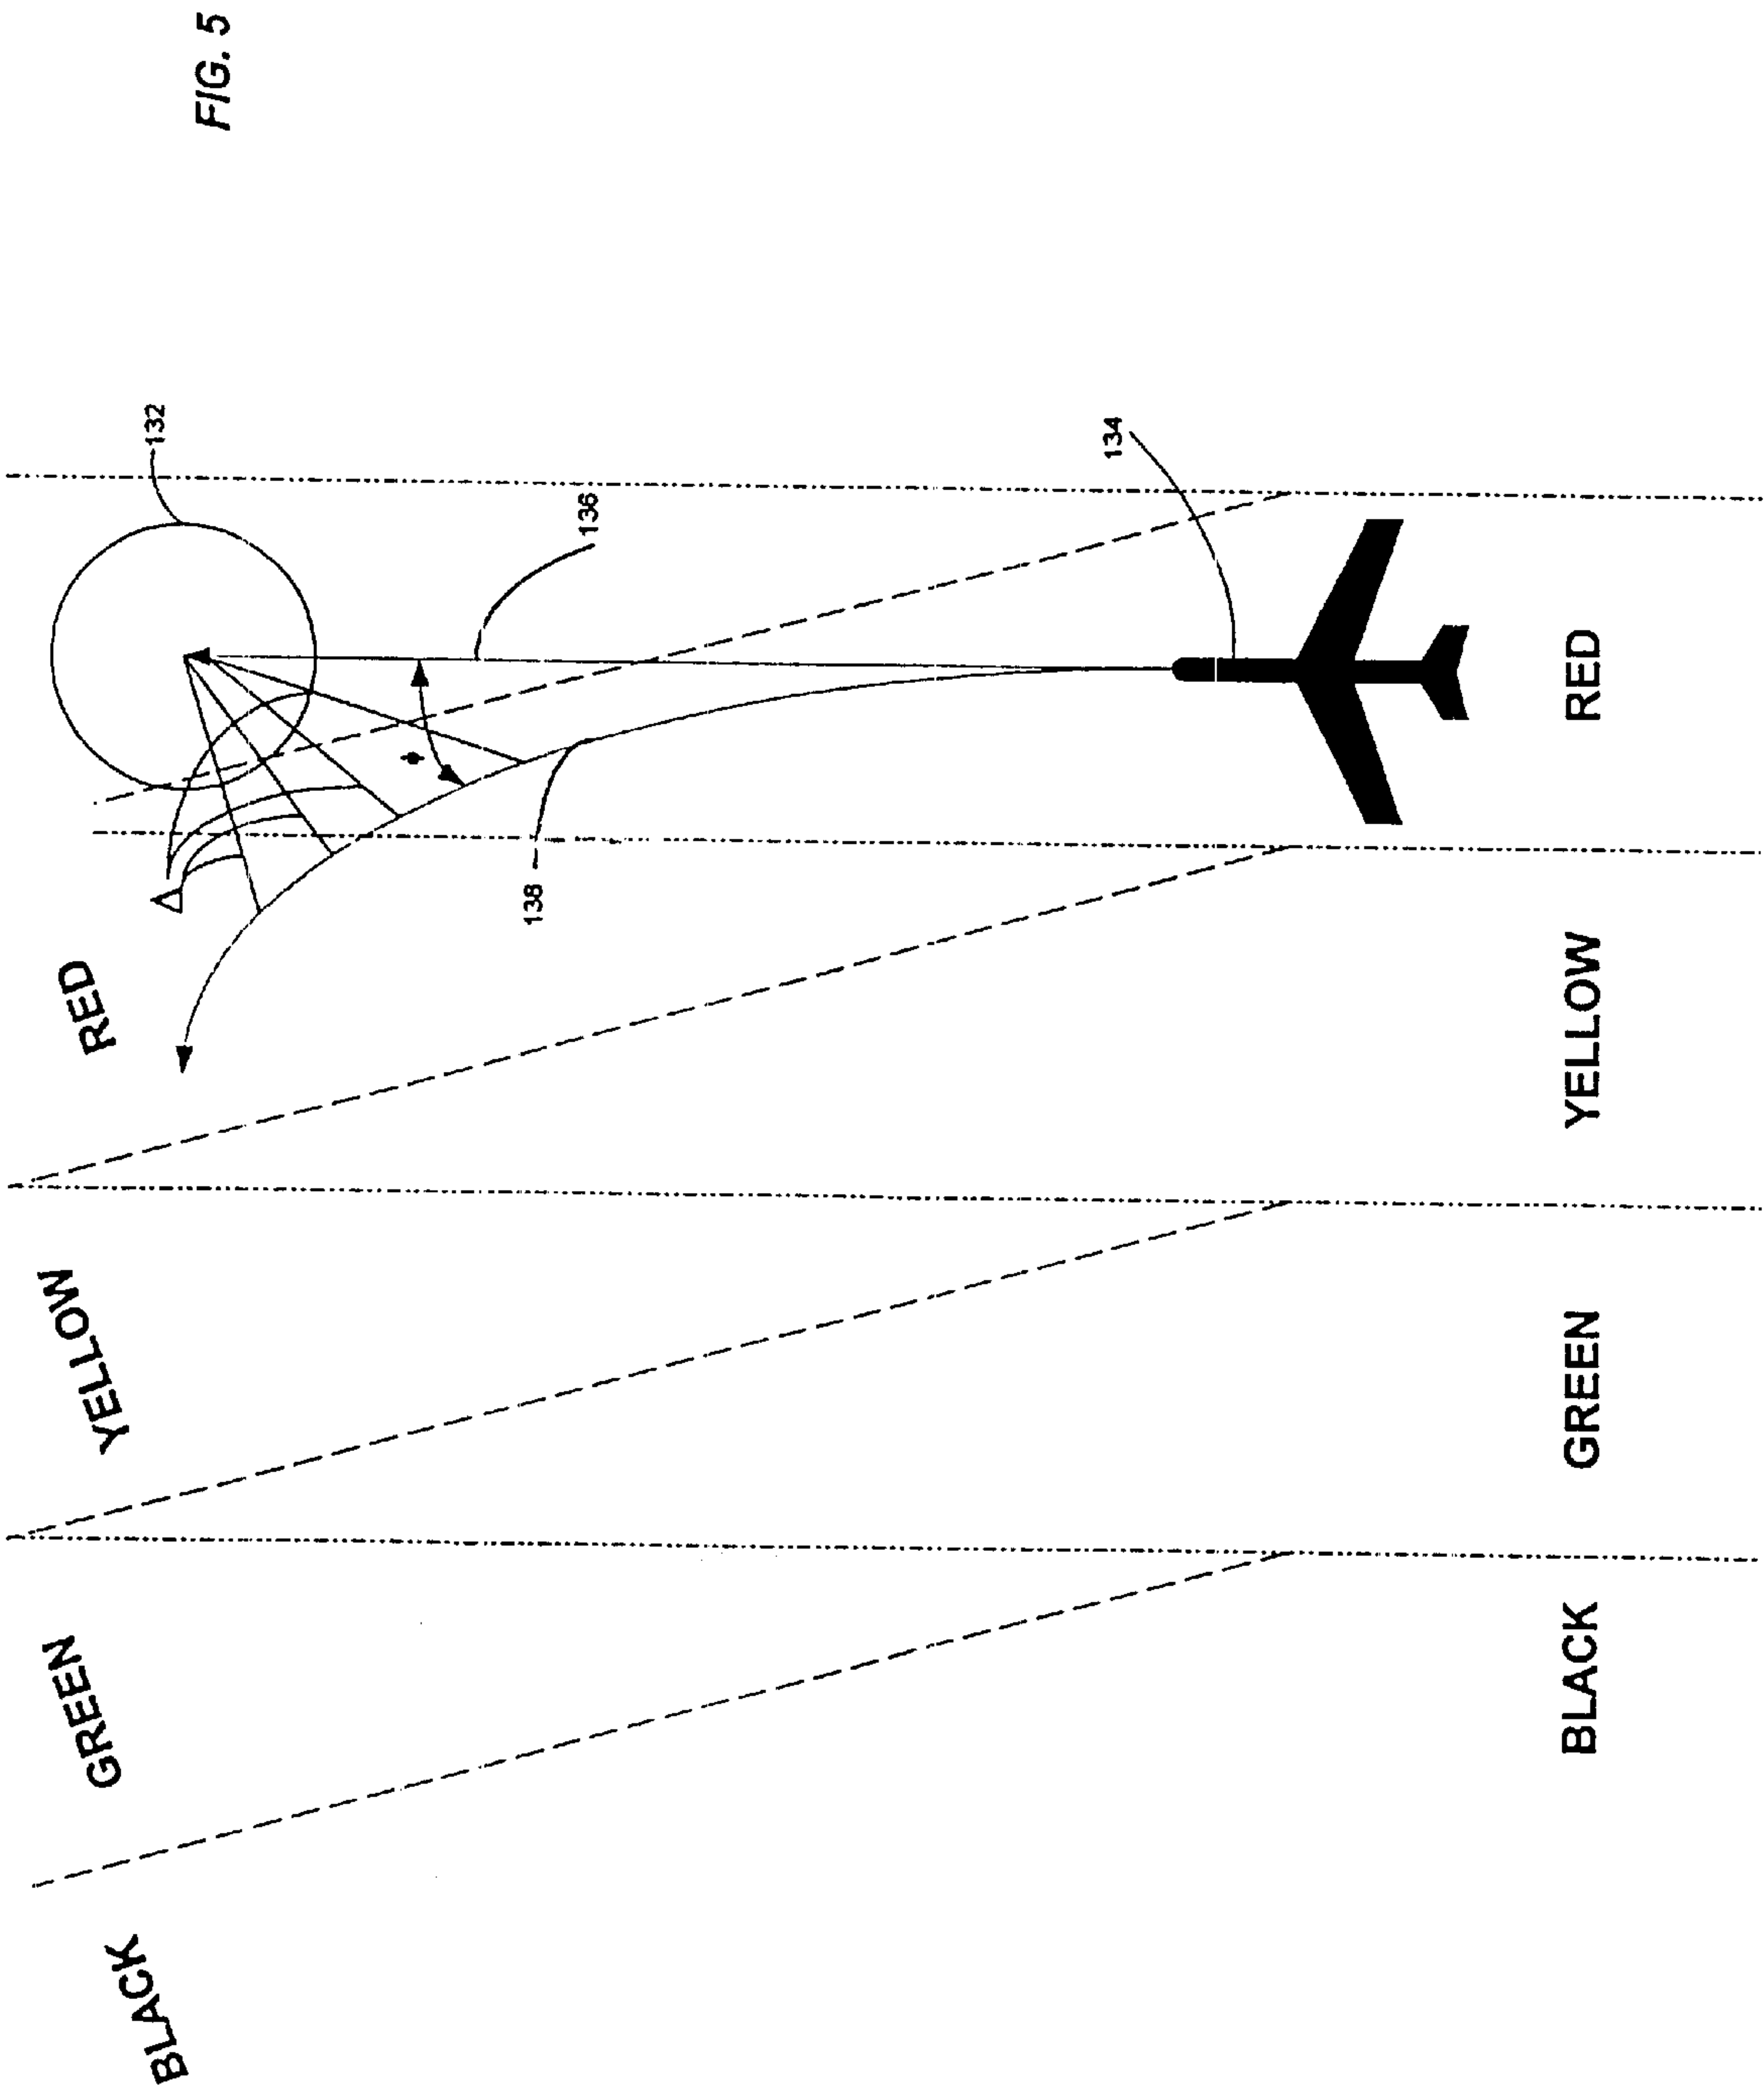 FIG. 5
132
136
134
138
Δ
ϕ
RED
YELLOW
GREEN
BLACK
RED
YELLOW
GREEN
BLACK